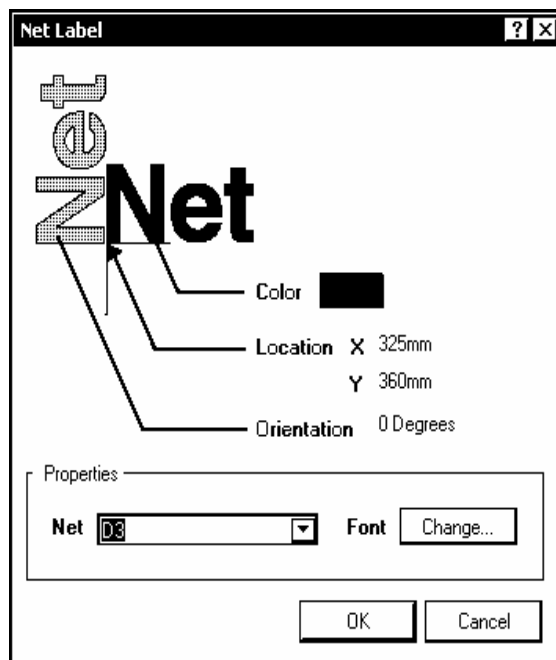 Net Label ? X
Net
Net
Color
Location X 325mm
Y 360mm
Orientation 0 Degrees
Properties
Net D3 Font Change...
OK Cancel